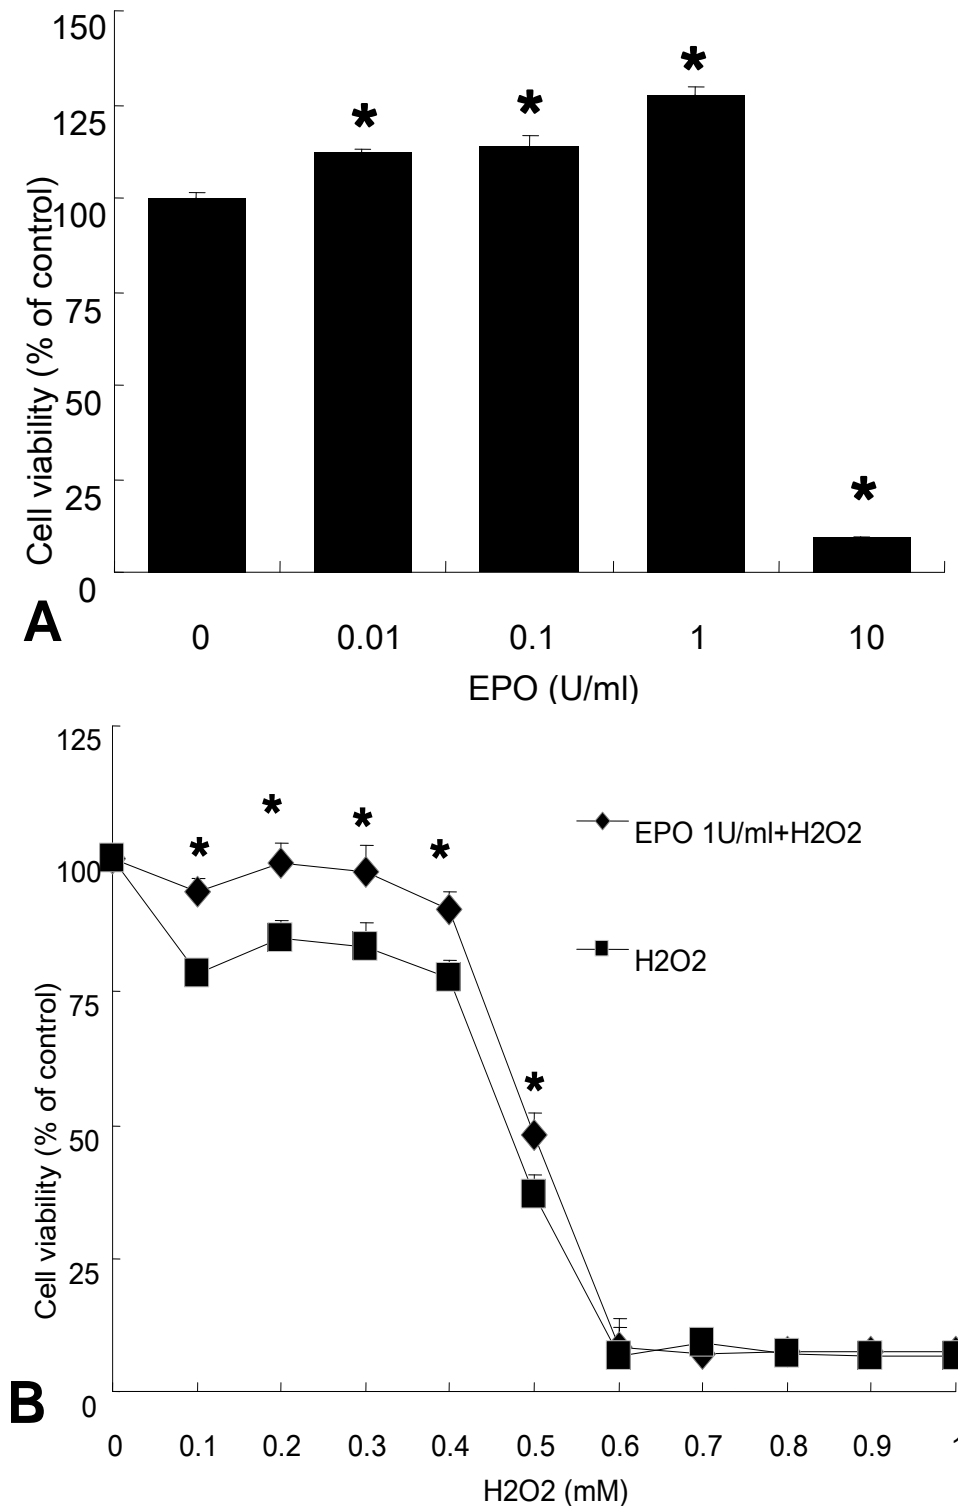 150
*
*
*
125
100
75
50
25
*
0
Cell viability (% of control)
A
0 0.01 0.1 1 10
EPO (U/ml)
125
* * * *
EPO 1U/ml+H2O2
100
H2O2
75
*
50
25
0
Cell viability (% of control)
B
0 0.1 0.2 0.3 0.4 0.5 0.6 0.7 0.8 0.9 1
H2O2 (mM)